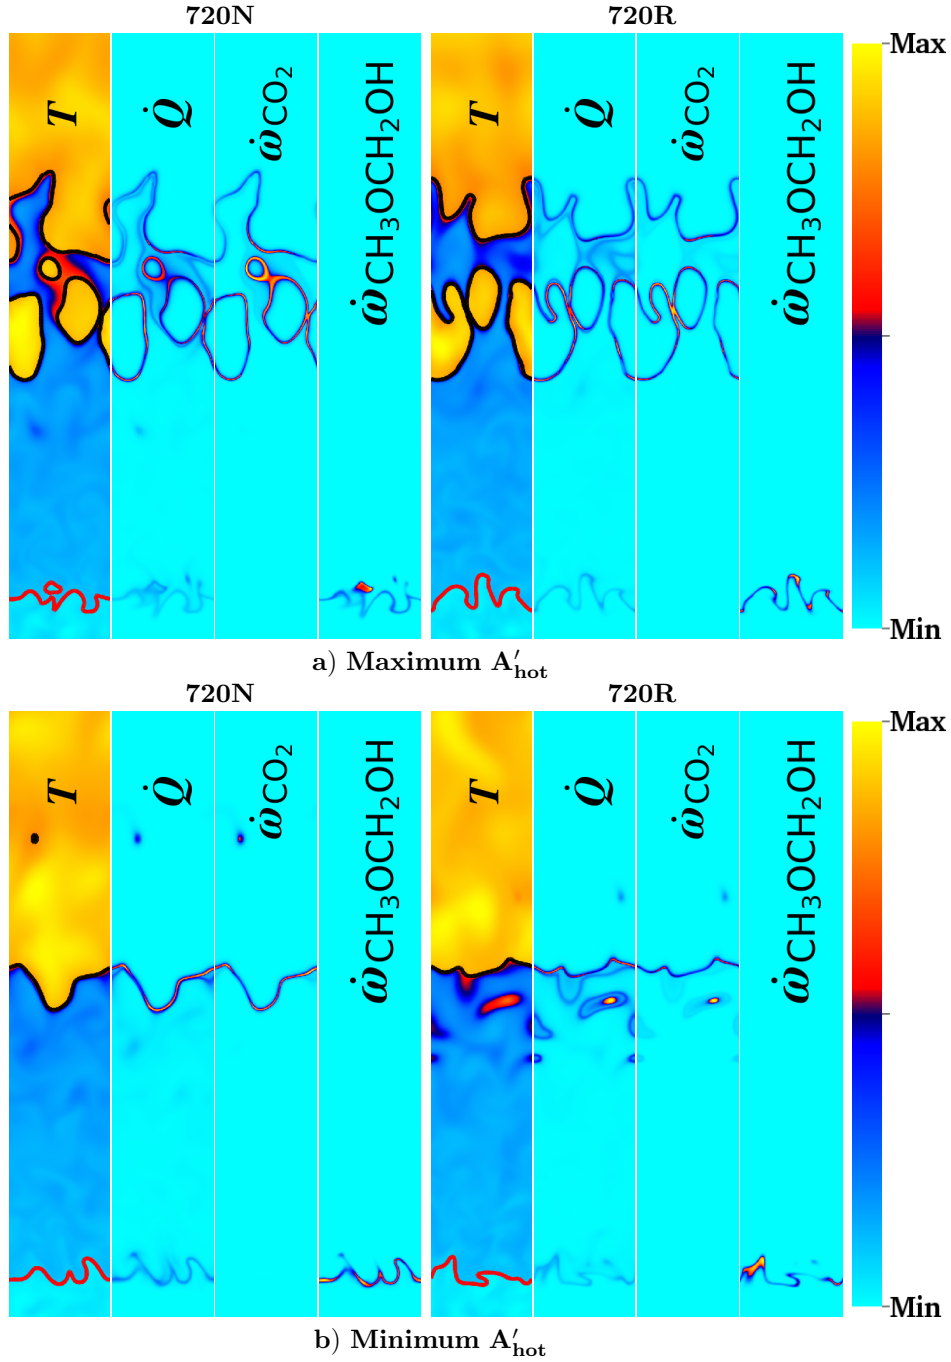 720N 720R
T Q̇ ω̇CO₂ ω̇CH₃OCH₂OH T Q̇ ω̇CO₂ ω̇CH₃OCH₂OH
Max
Min
a) Maximum A′hot
720N 720R
T Q̇ ω̇CO₂ ω̇CH₃OCH₂OH T Q̇ ω̇CO₂ ω̇CH₃OCH₂OH
Max
Min
b) Minimum A′hot